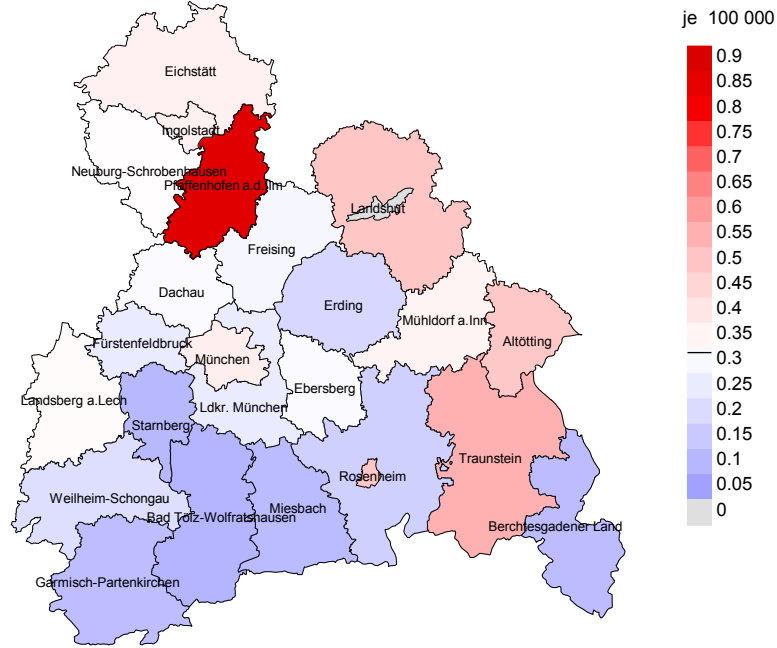 je 100 000
0.9
0.85
0.8
0.75
0.7
0.65
0.6
0.55
0.5
0.45
0.4
0.35
0.3
0.25
0.2
0.15
0.1
0.05
0
Eichstätt
Ingolstadt
Neuburg-Schrobenhausen
Pfaffenhofen a.d.Ilm
Landshut
Freising
Dachau
Erding
Mühldorf a.Inn
Altötting
Fürstenfeldbruck
München
Ebersberg
Landsberg a.Lech
Ldkr. München
Starnberg
Traunstein
Rosenheim
Weilheim-Schongau
Miesbach
Bad Tölz-Wolfratshausen
Berchtesgadener Land
Garmisch-Partenkirchen